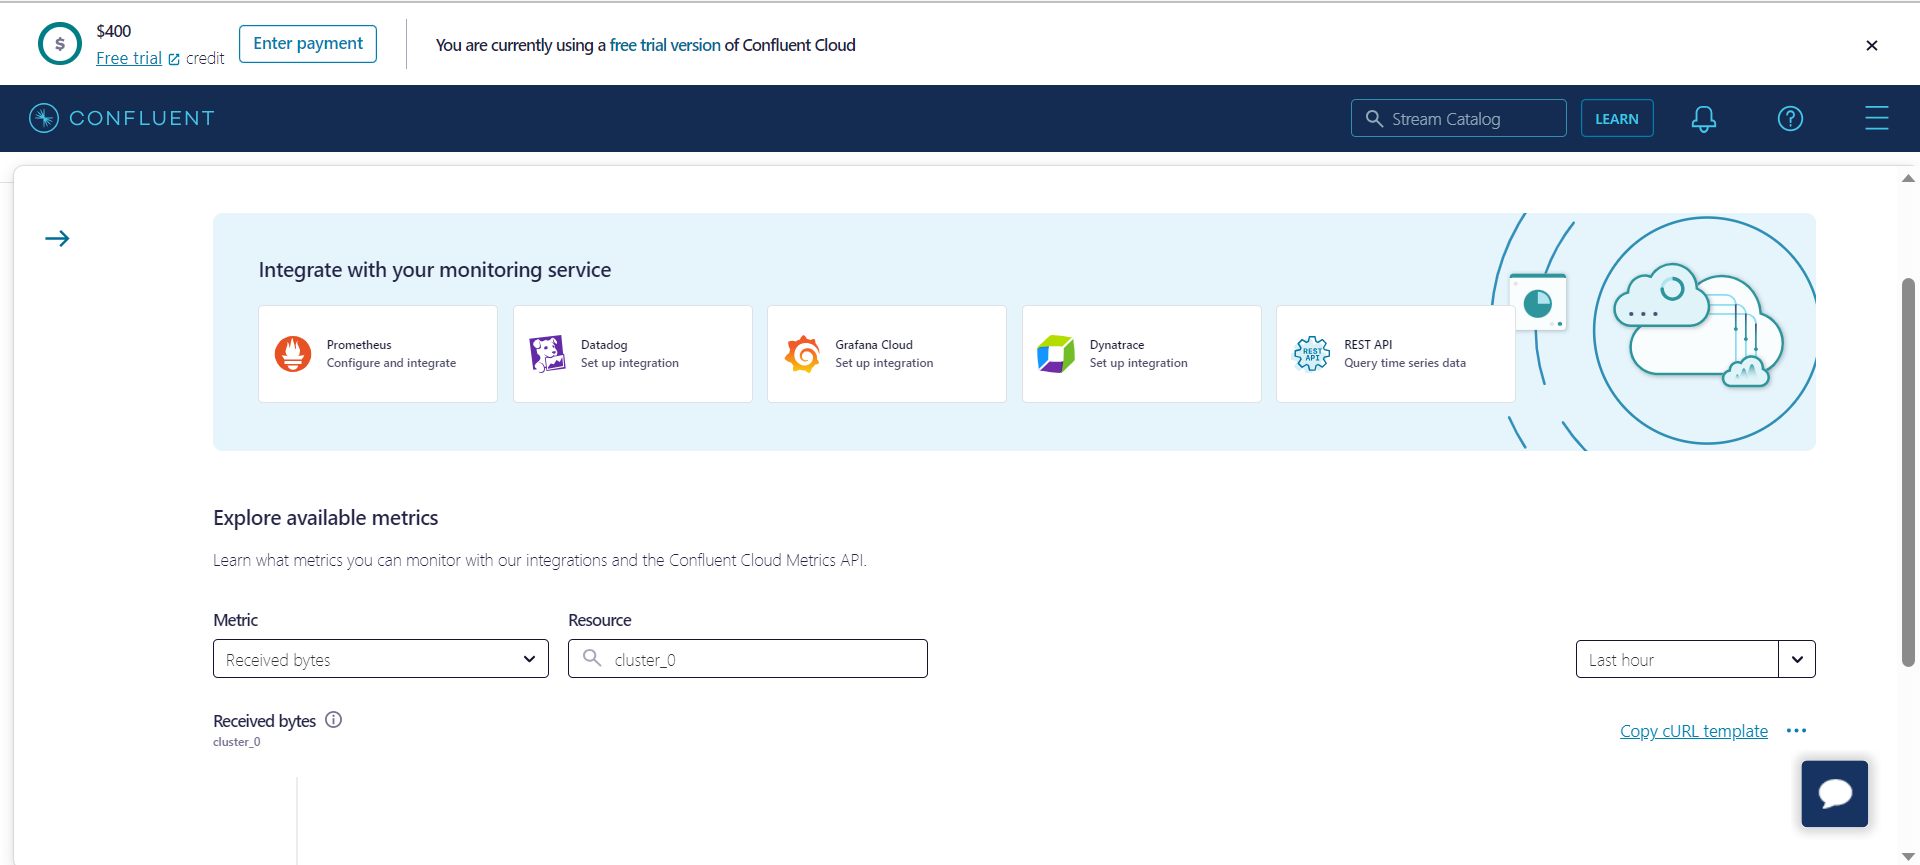 $
$400
Free trial credit
Enter payment
You are currently using a free trial version of Confluent Cloud
CONFLUENT
Stream Catalog
LEARN
Integrate with your monitoring service
Prometheus
Configure and integrate
Datadog
Set up integration
Grafana Cloud
Set up integration
Dynatrace
Set up integration
REST API
REST API
Query time series data
Explore available metrics
Learn what metrics you can monitor with our integrations and the Confluent Cloud Metrics API.
Metric
Resource
Received bytes
cluster_0
Last hour
Received bytes
cluster_0
Copy cURL template